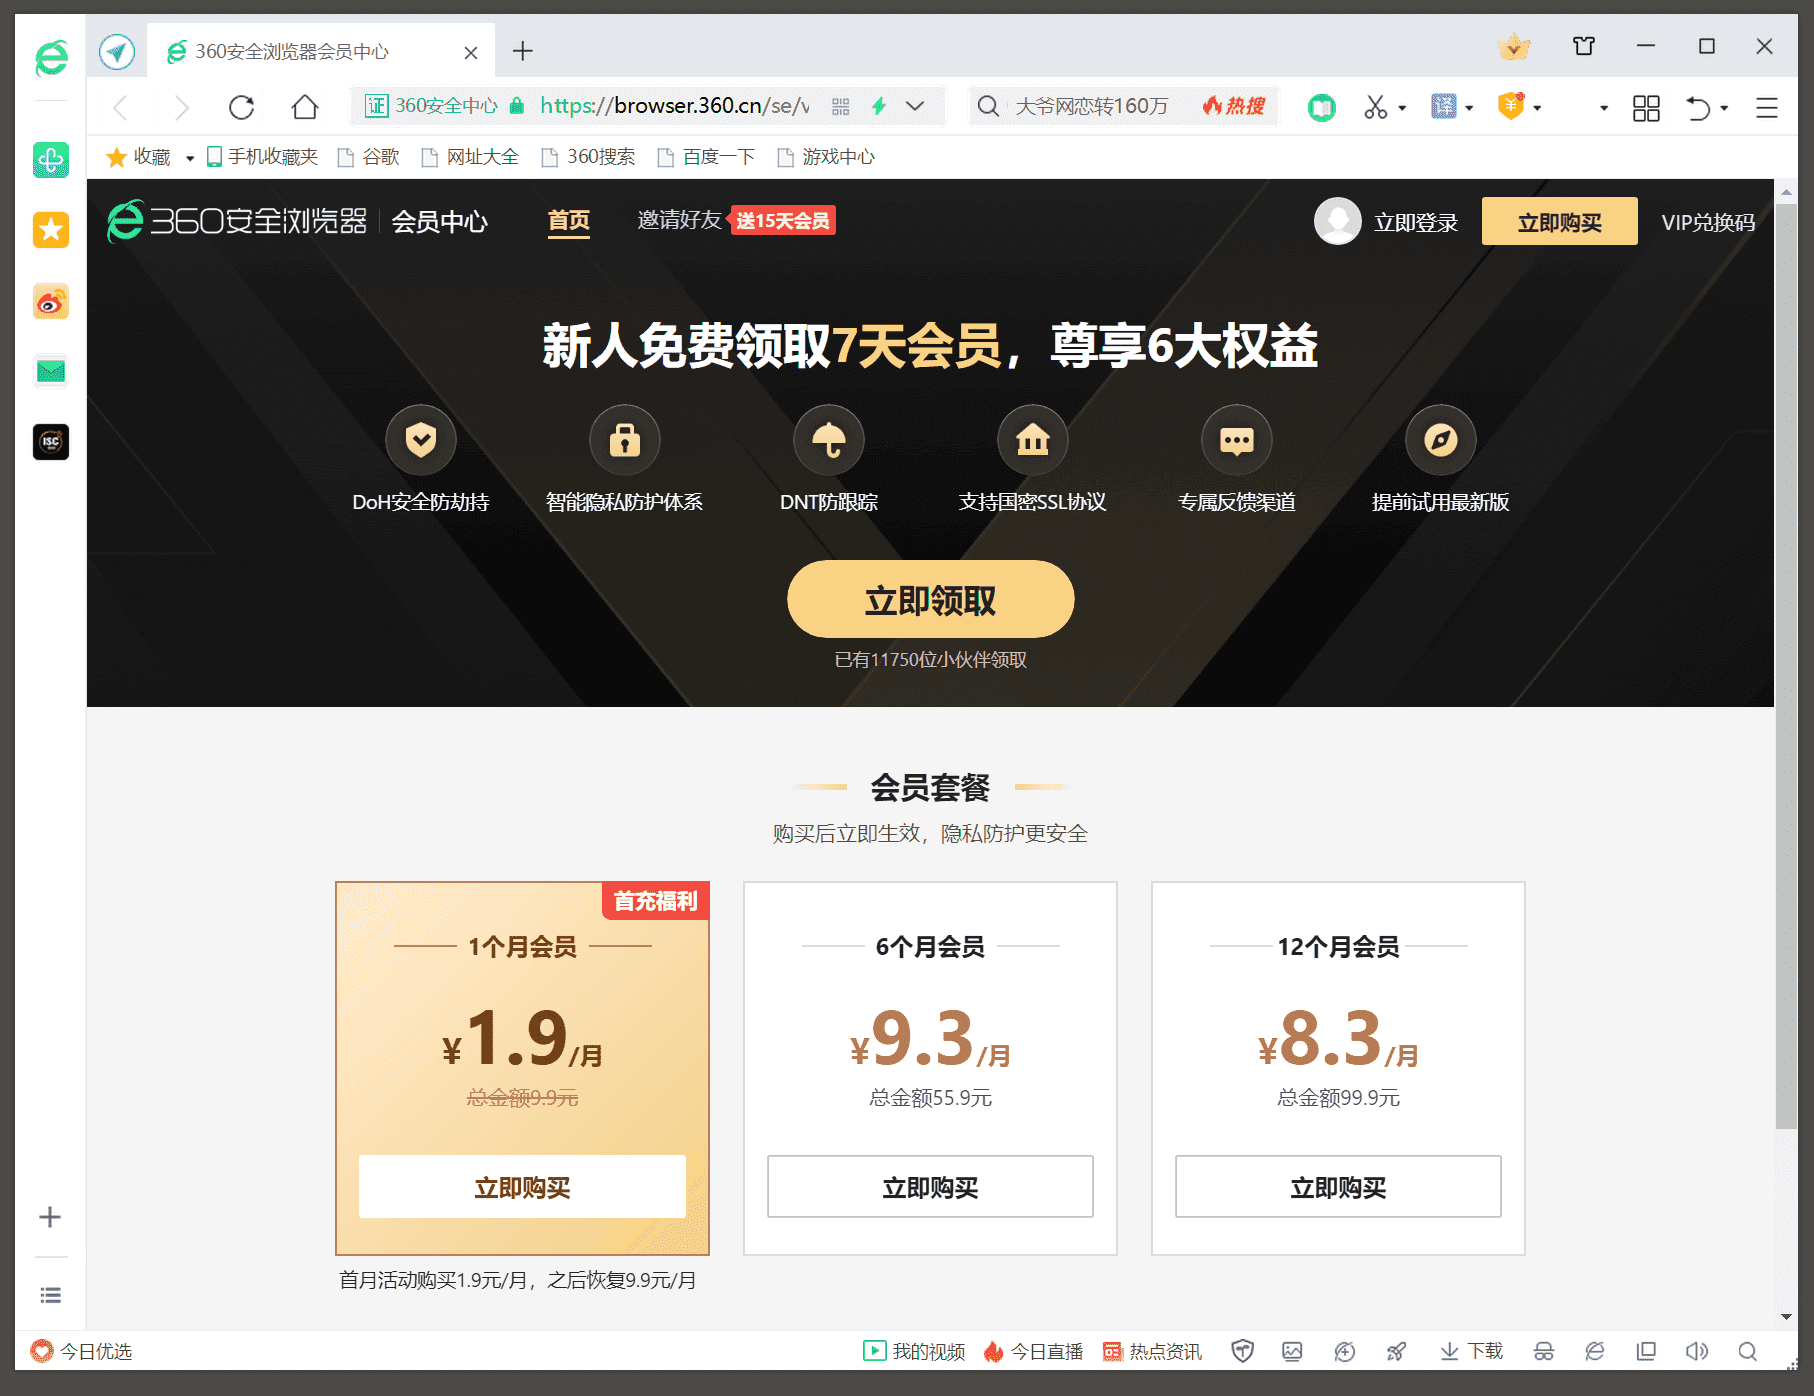 360安全浏览器会员中心
证 360安全中心 https://browser.360.cn/se/v
大爷网恋转160万 热搜
译
收藏 手机收藏夹 谷歌 网址大全 360搜索 百度一下 游戏中心
360安全浏览器 会员中心 首页 邀请好友 送15天会员 立即登录 立即购买 VIP兑换码
新人免费领取7天会员，尊享6大权益
DoH安全防劫持 智能隐私防护体系 DNT防跟踪 支持国密SSL协议 专属反馈渠道 提前试用最新版
立即领取
已有11750位小伙伴领取
ISC
会员套餐
购买后立即生效，隐私防护更安全
首充福利
1个月会员
¥1.9/月
总金额9.9元
立即购买
首月活动购买1.9元/月，之后恢复9.9元/月
6个月会员
¥9.3/月
总金额55.9元
立即购买
12个月会员
¥8.3/月
总金额99.9元
立即购买
今日优选 我的视频 今日直播 热点资讯 下载